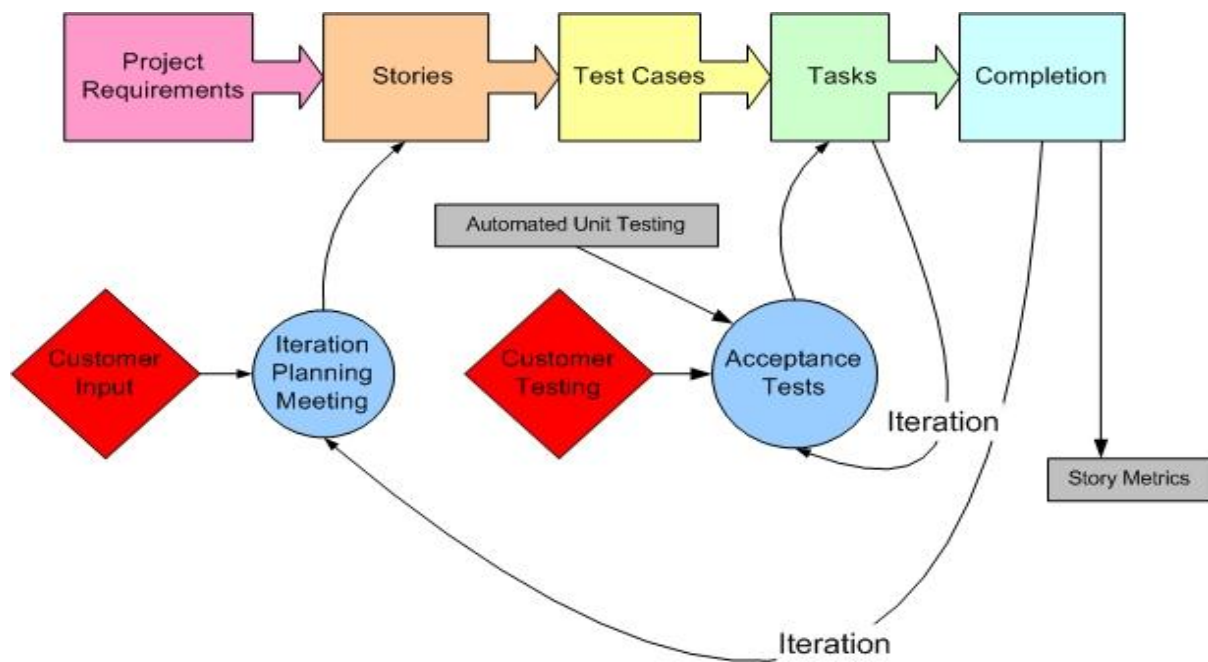 Project
Requirements
Stories
Test Cases
Tasks
Completion
Automated Unit Testing
Customer
Input
Iteration
Planning
Meeting
Customer
Testing
Acceptance
Tests
Iteration
Story Metrics
Iteration